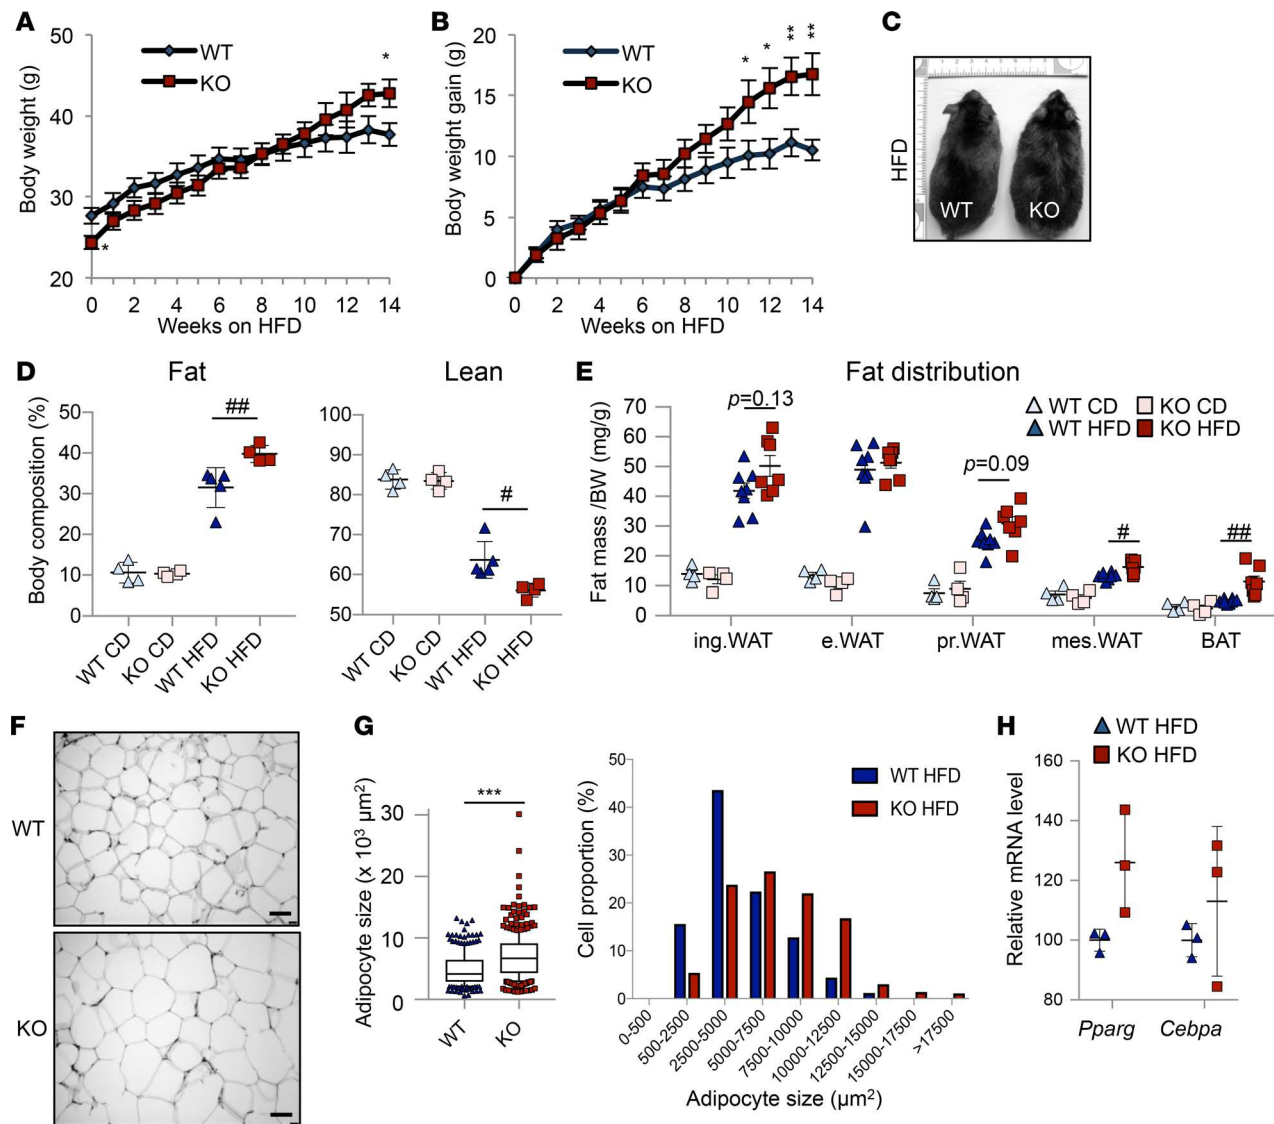 A
50
40
30
20
Body weight (g)
WT
KO
*
*
0 2 4 6 8 10 12 14
Weeks on HFD
B
20
15
10
5
0
Body weight gain (g)
WT
KO
* * ** **
0 2 4 6 8 10 12 14
Weeks on HFD
C
HFD
WT KO
D
Fat
Body composition (%)
50
40
30
20
10
0
##
WT CD KO CD WT HFD KO HFD
Lean
100
90
80
70
60
50
#
WT CD KO CD WT HFD KO HFD
E
Fat distribution
Fat mass /BW (mg/g)
70
60
50
40
30
20
10
0
p=0.13
p=0.09
#
##
WT CD KO CD
WT HFD KO HFD
ing.WAT e.WAT pr.WAT mes.WAT BAT
F
WT
KO
G
Adipocyte size (x 10³ µm²)
30
20
10
0
***
WT KO
Cell proportion (%)
50
40
30
20
10
0
WT HFD
KO HFD
0-500 500-2500 2500-5000 5000-7500 7500-10000 10000-12500 12500-15000 15000-17500 >17500
Adipocyte size (µm²)
H
WT HFD
KO HFD
Relative mRNA level
160
140
120
100
80
Pparg Cebpa